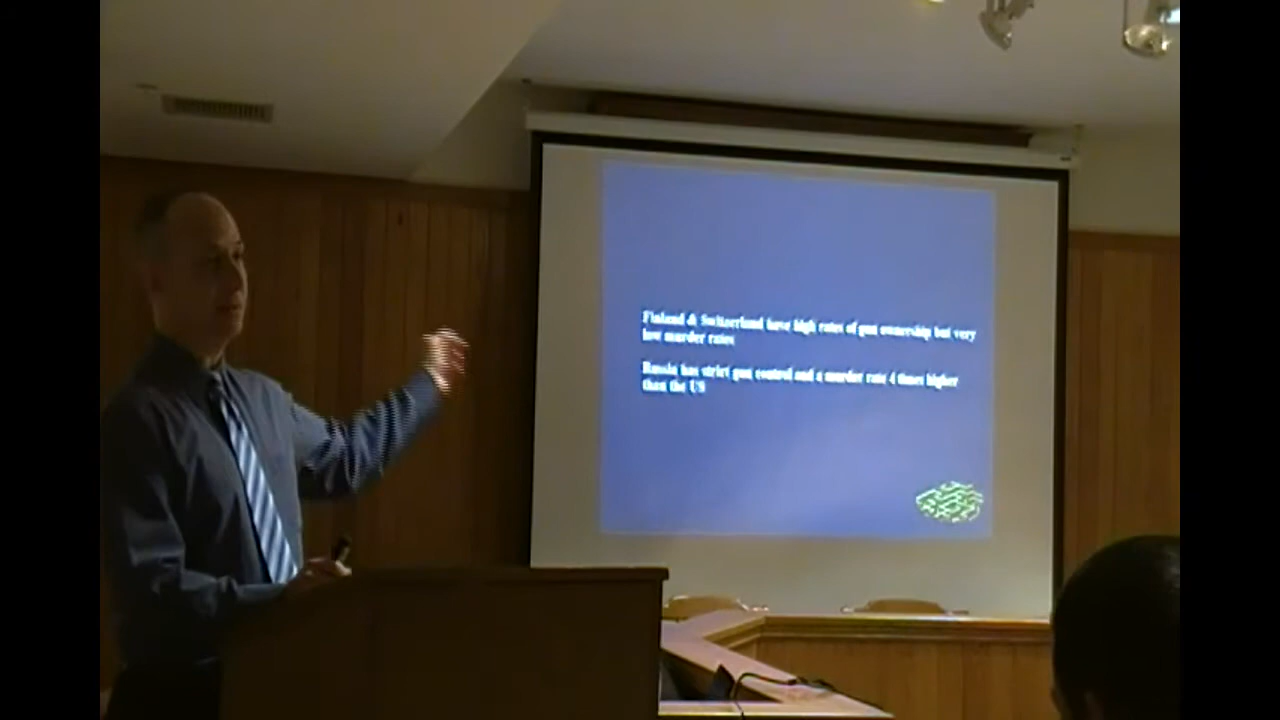 Finland & Switzerland have high rates of gun ownership but very
low murder rates
Russia has strict gun control and a murder rate 4 times higher
then the US